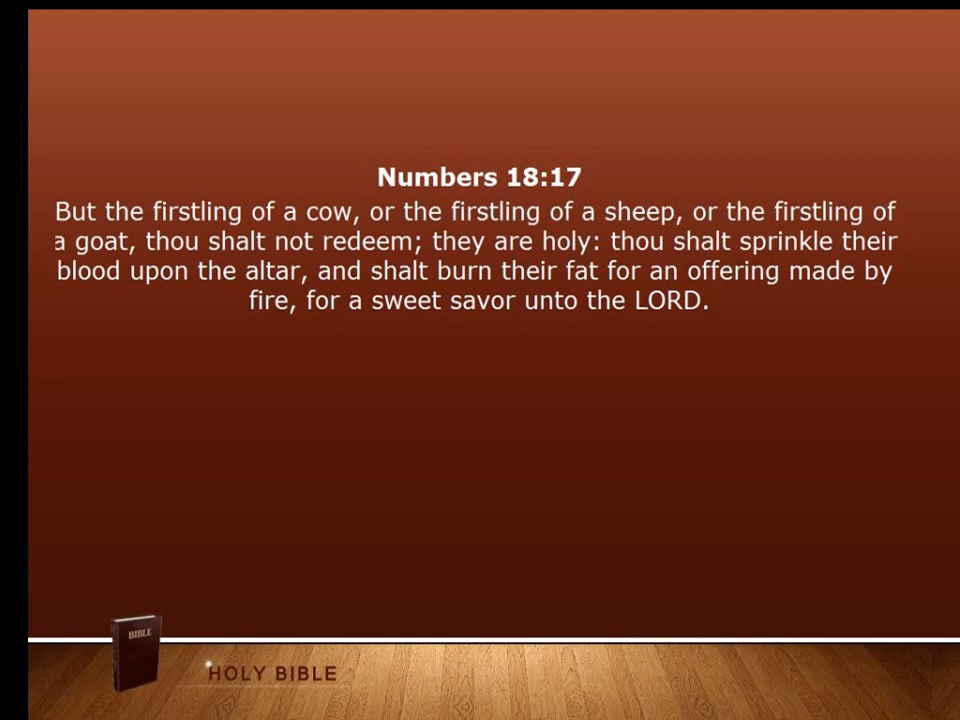 Numbers 18:17
But the firstling of a cow, or the firstling of a sheep, or the firstling of
a goat, thou shalt not redeem; they are holy: thou shalt sprinkle their
blood upon the altar, and shalt burn their fat for an offering made by
fire, for a sweet savor unto the LORD.
BIBLE
HOLY BIBLE